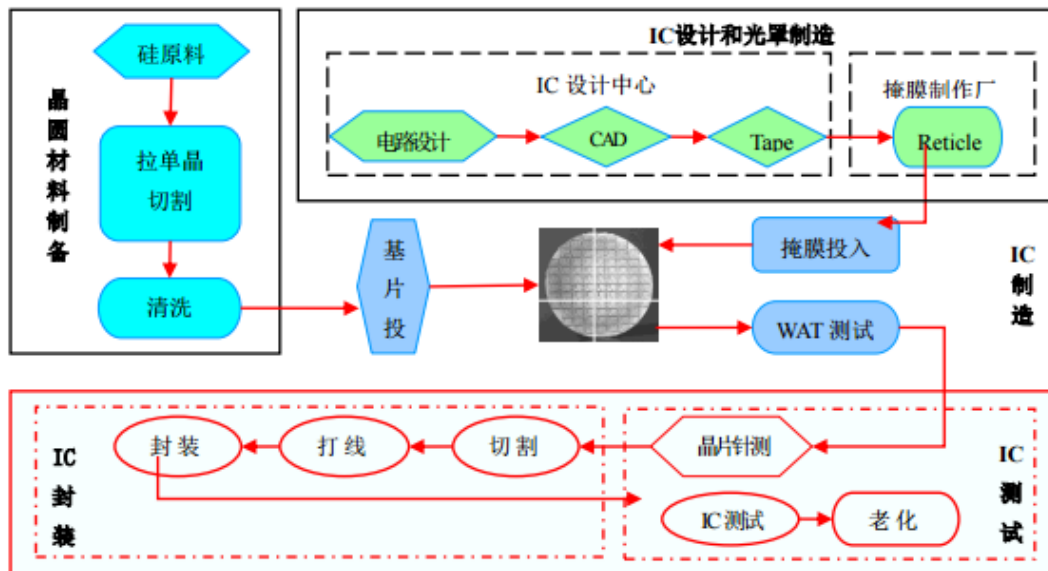 硅原料
晶圆材料制备
拉单晶
切割
清洗
IC设计和光罩制造
IC 设计中心
电路设计
CAD
Tape
掩膜制作厂
Reticle
基
片
投
掩膜投入
WAT 测试
IC
制
造
IC
封
装
封 装
打 线
切 割
晶片针测
IC 测试
老 化
IC
测
试